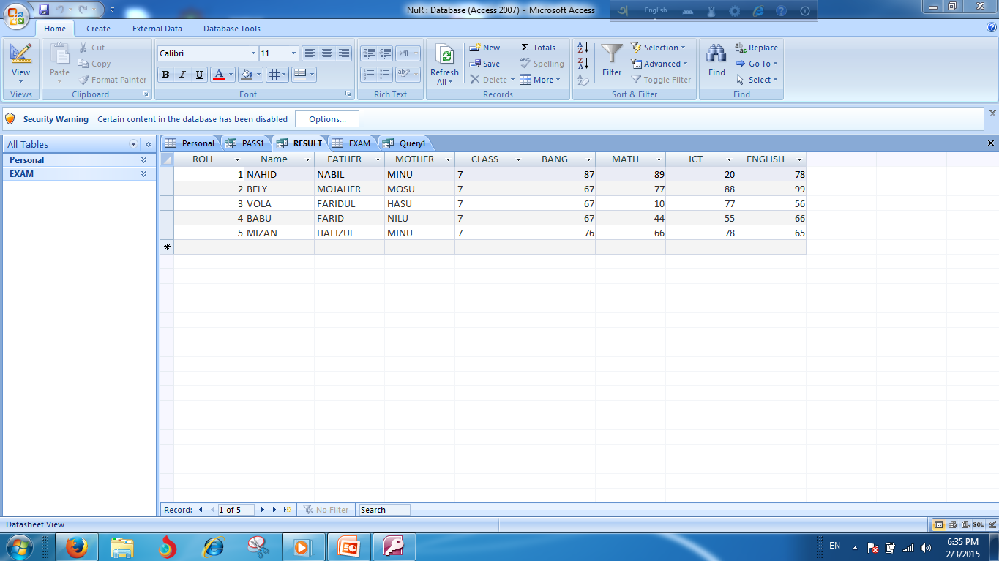 NuR : Database (Access 2007) - Microsoft Access
English
Home Create External Data Database Tools
View
Views
Paste
Cut
Copy
Format Painter
Clipboard
Calibri 11
B I U A
Font
Rich Text
Refresh All
New
Save
Delete
Σ Totals
Spelling
More
Records
Filter
Selection
Advanced
Toggle Filter
Sort & Filter
Find
Replace
Go To
Select
Find
Security Warning Certain content in the database has been disabled Options...
All Tables
Personal
EXAM
Personal PASS1 RESULT EXAM Query1
ROLL Name FATHER MOTHER CLASS BANG MATH ICT ENGLISH
1 NAHID NABIL MINU 7 87 89 20 78
2 BELY MOJAHER MOSU 7 67 77 88 99
3 VOLA FARIDUL HASU 7 67 10 77 56
4 BABU FARID NILU 7 67 44 55 66
5 MIZAN HAFIZUL MINU 7 76 66 78 65
Record: 1 of 5 No Filter Search
Datasheet View SQL
EN 6:35 PM
2/3/2015